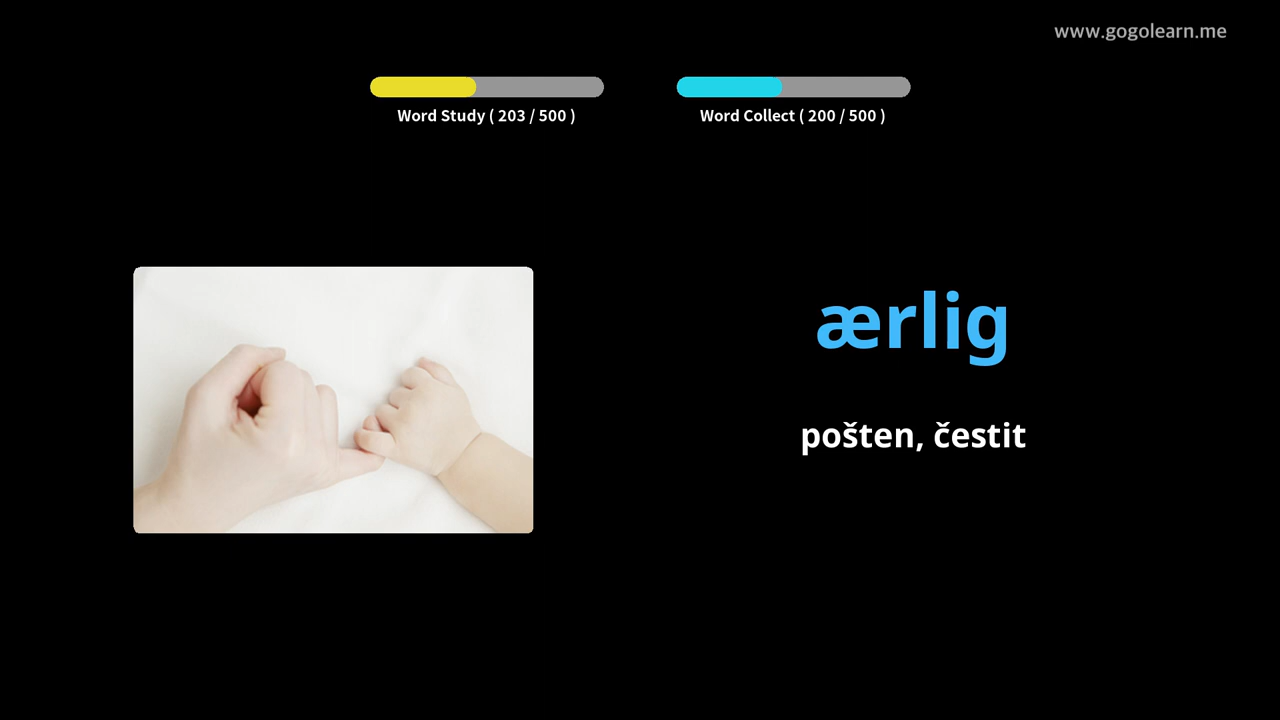 www.gogolearn.me
Word Study ( 203 / 500 )
Word Collect ( 200 / 500 )
ærlig
pošten, čestit